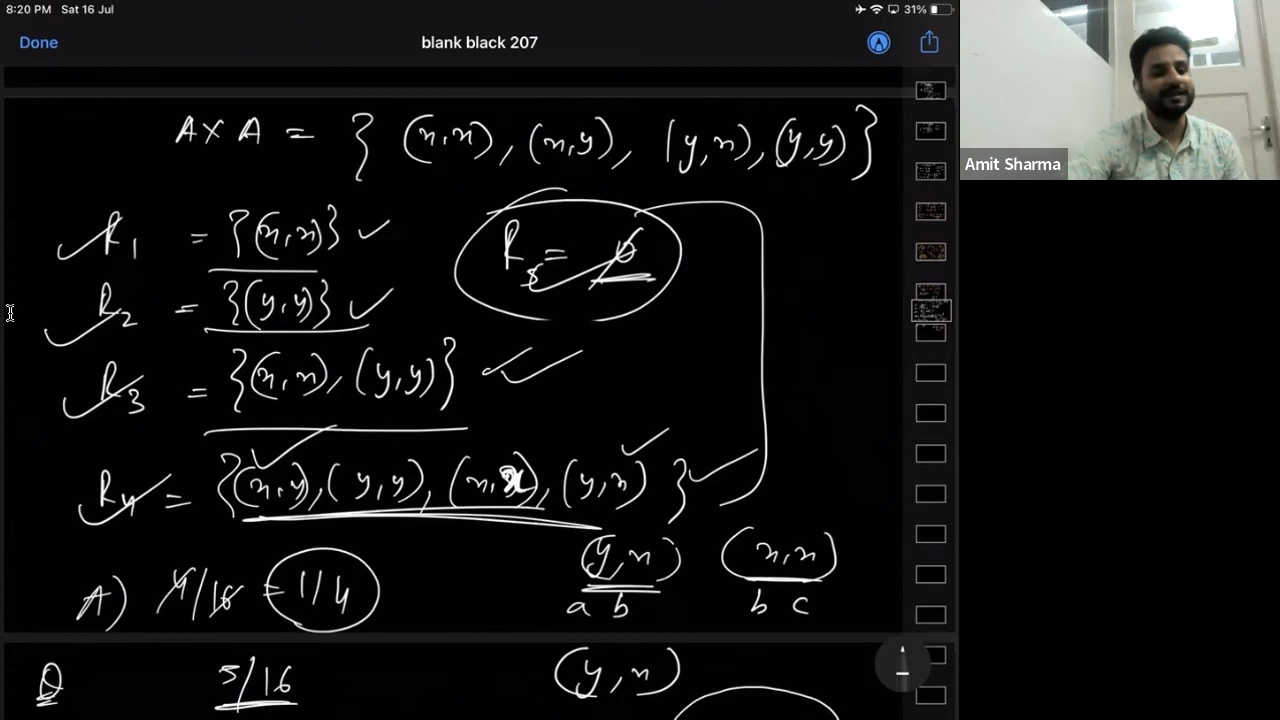 8:20 PM Sat 16 Jul 31%
Done blank black 207
Amit Sharma
A X A = { (x,x), (x,y), (y,x), (y,y) }
R1 = {(x,x)} ✓
R5 = ϕ
R2 = {(y,y)} ✓
R3 = {(x,x), (y,y)} ✓
R4 = {(x,y), (y,y), (x,x), (y,x) } ✓
(y,x) (x,x)
a b b c
A) 4/16 = 1/4
Q 5/16 (y,x)